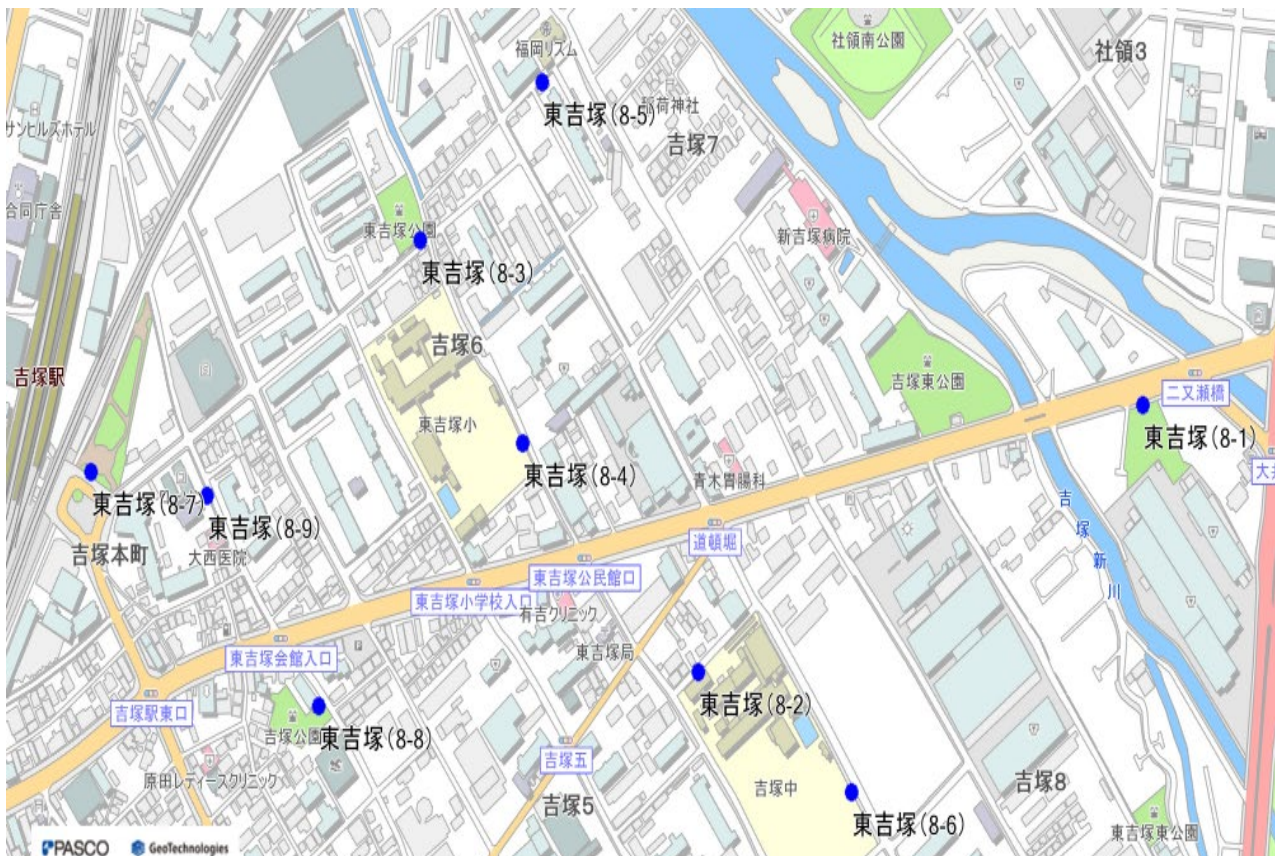 福岡リズム
社領南公園
社領3
東吉塚(8-5)
稲荷神社
サンヒルズホテル
吉塚7
合同庁舎
東吉塚公園
新吉塚病院
東吉塚(8-3)
吉塚6
吉塚駅
吉塚東公園
二又瀬橋
東吉塚小
東吉塚(8-1)
東吉塚(8-4)
青木胃腸科
大井
東吉塚(8-7)
東吉塚(8-9)
吉塚新川
吉塚本町
大西医院
道頓堀
東吉塚公民館口
東吉塚小学校入口
有吉クリニック
東吉塚局
東吉塚会館入口
東吉塚(8-2)
吉塚駅東口
吉塚公園
東吉塚(8-8)
吉塚五
原田レディースクリニック
吉塚中
吉塚8
吉塚5
東吉塚(8-6)
東吉塚東公園
PASCO
GeoTechnologies